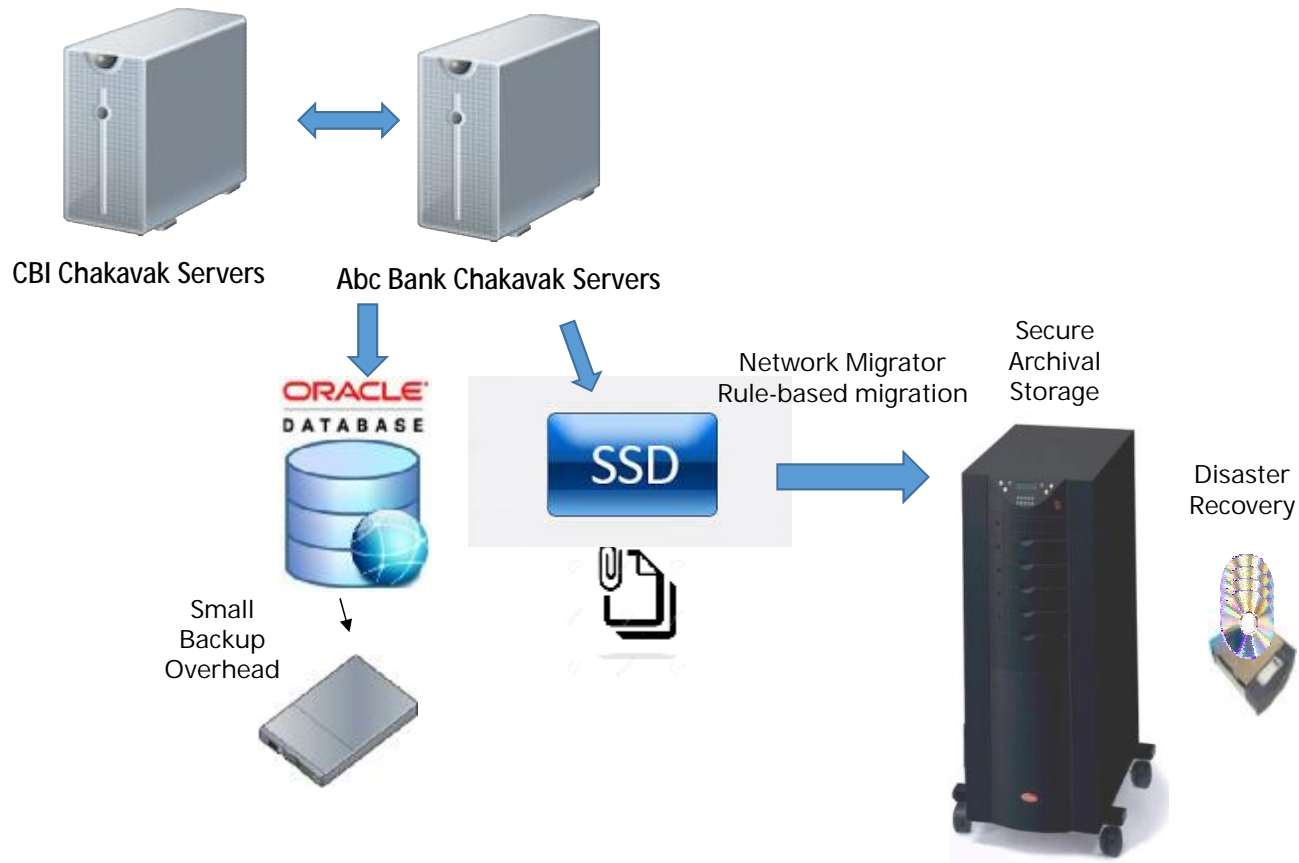 CBI Chakavak Servers
Abc Bank Chakavak Servers
ORACLE
DATABASE
SSD
Network Migrator
Rule-based migration
Secure
Archival
Storage
Disaster
Recovery
Small
Backup
Overhead